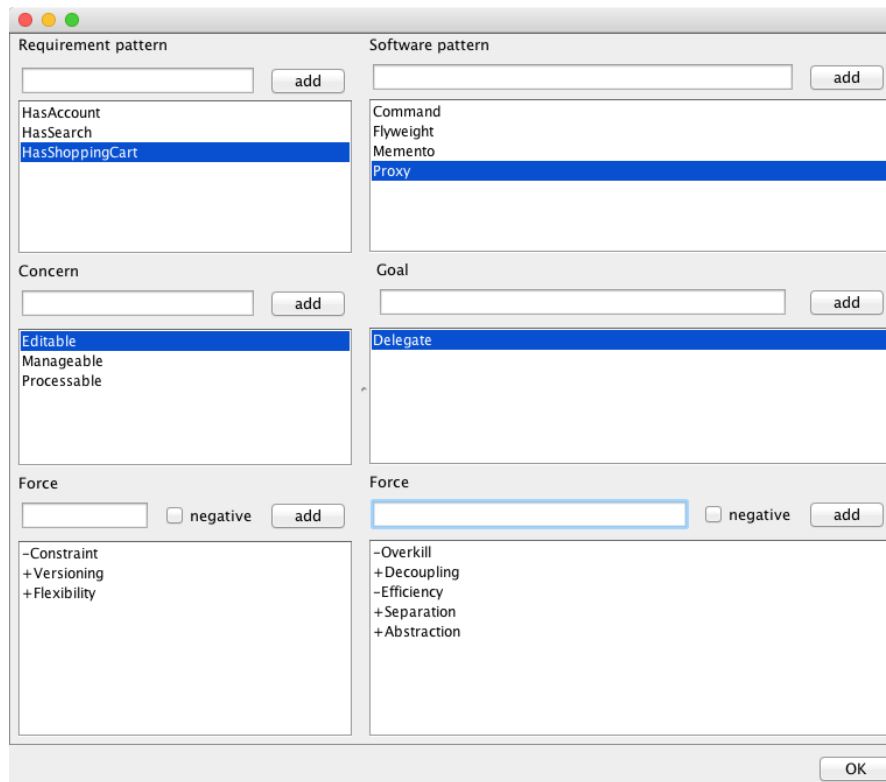 Requirement pattern
add
HasAccount
HasSearch
HasShoppingCart
Concern
add
Editable
Manageable
Processable
Force
negative add
-Constraint
+Versioning
+Flexibility
Software pattern
add
Command
Flyweight
Memento
Proxy
Goal
add
Delegate
Force
negative add
-Overkill
+Decoupling
-Efficiency
+Separation
+Abstraction
OK